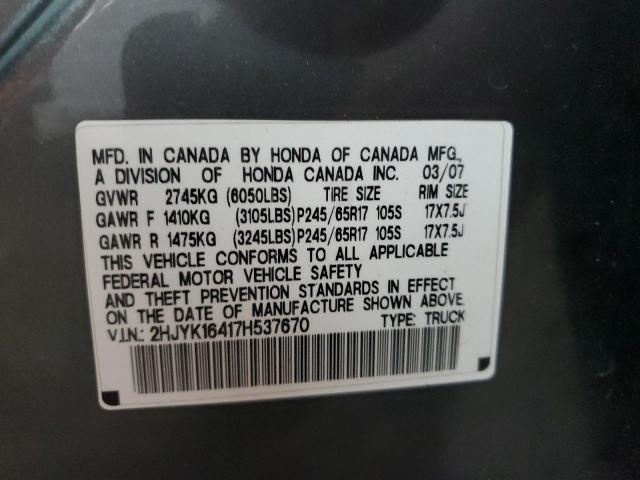 MFD. IN CANADA BY HONDA OF CANADA MFG.,
A DIVISION OF HONDA CANADA INC. 03/07
GVWR 2745KG (6050LBS) TIRE SIZE RIM SIZE
GAWR F 1410KG (3105LBS) P245/65R17 105S 17X7.5J
GAWR R 1475KG (3245LBS) P245/65R17 105S 17X7.5J
THIS VEHICLE CONFORMS TO ALL APPLICABLE
FEDERAL MOTOR VEHICLE SAFETY
AND THEFT PREVENTION STANDARDS IN EFFECT
ON THE DATE OF MANUFACTURE SHOWN ABOVE.
V.I.N.: 2HJYK16417H537670 TYPE: TRUCK